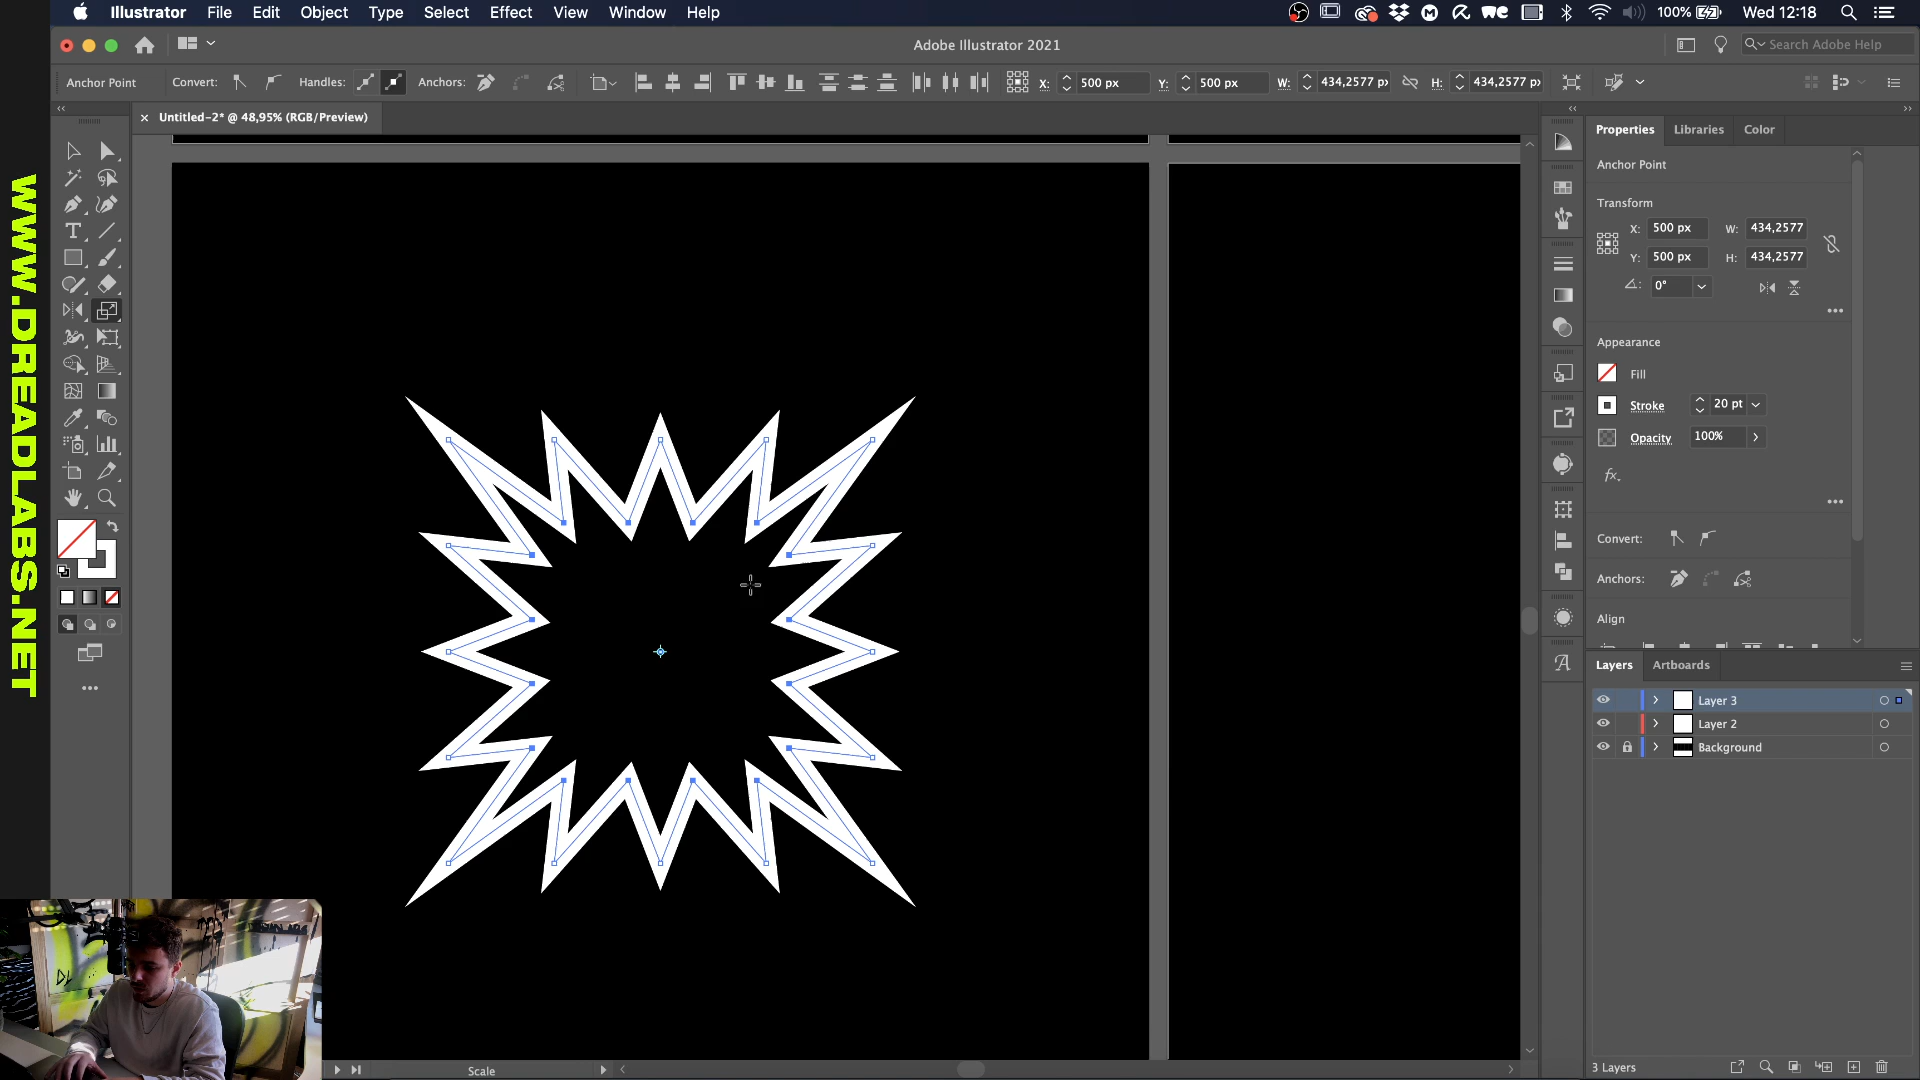 Illustrator File Edit Object Type Select Effect View Window Help
100% Wed 12:18
Adobe Illustrator 2021
Search Adobe Help
Anchor Point Convert: Handles: Anchors: X: 500 px Y: 500 px W: 434,2577 px H: 434,2577 px
× Untitled-2* @ 48,95% (RGB/Preview)
WWW.DREADLABS.NET
Properties Libraries Color
Anchor Point
Transform
X: 500 px W: 434,2577
Y: 500 px H: 434,2577
0°
Appearance
Fill
Stroke 20 pt
Opacity 100%
fx
Convert:
Anchors:
Align
Layers Artboards
Layer 3
Layer 2
Background
3 Layers
Scale